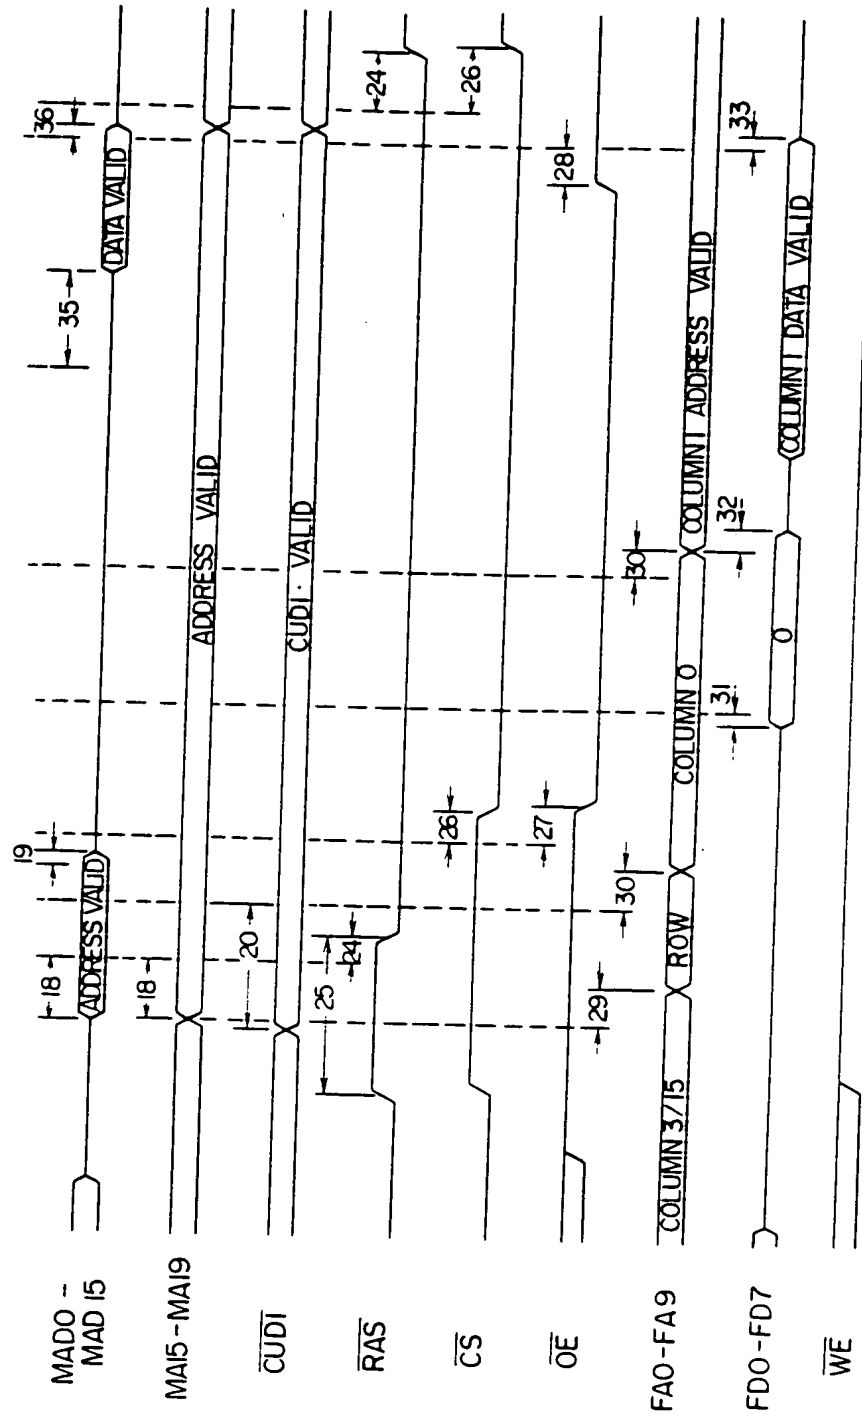 MAD0 -
MAD 15
18
ADDRESS VALID
19
35
DATA VALID
36
MA15-MA19
18
ADDRESS VALID
CUDI
20
CUDI · VALID
RAS
25
24
24
CS
26
26
OE
29
27
28
FA0-FA9
COLUMN 3/15
ROW
30
COLUMN 0
30
COLUMN 1 ADDRESS VALID
FD0-FD7
31
0
32
COLUMN 1 DATA VALID
33
WE